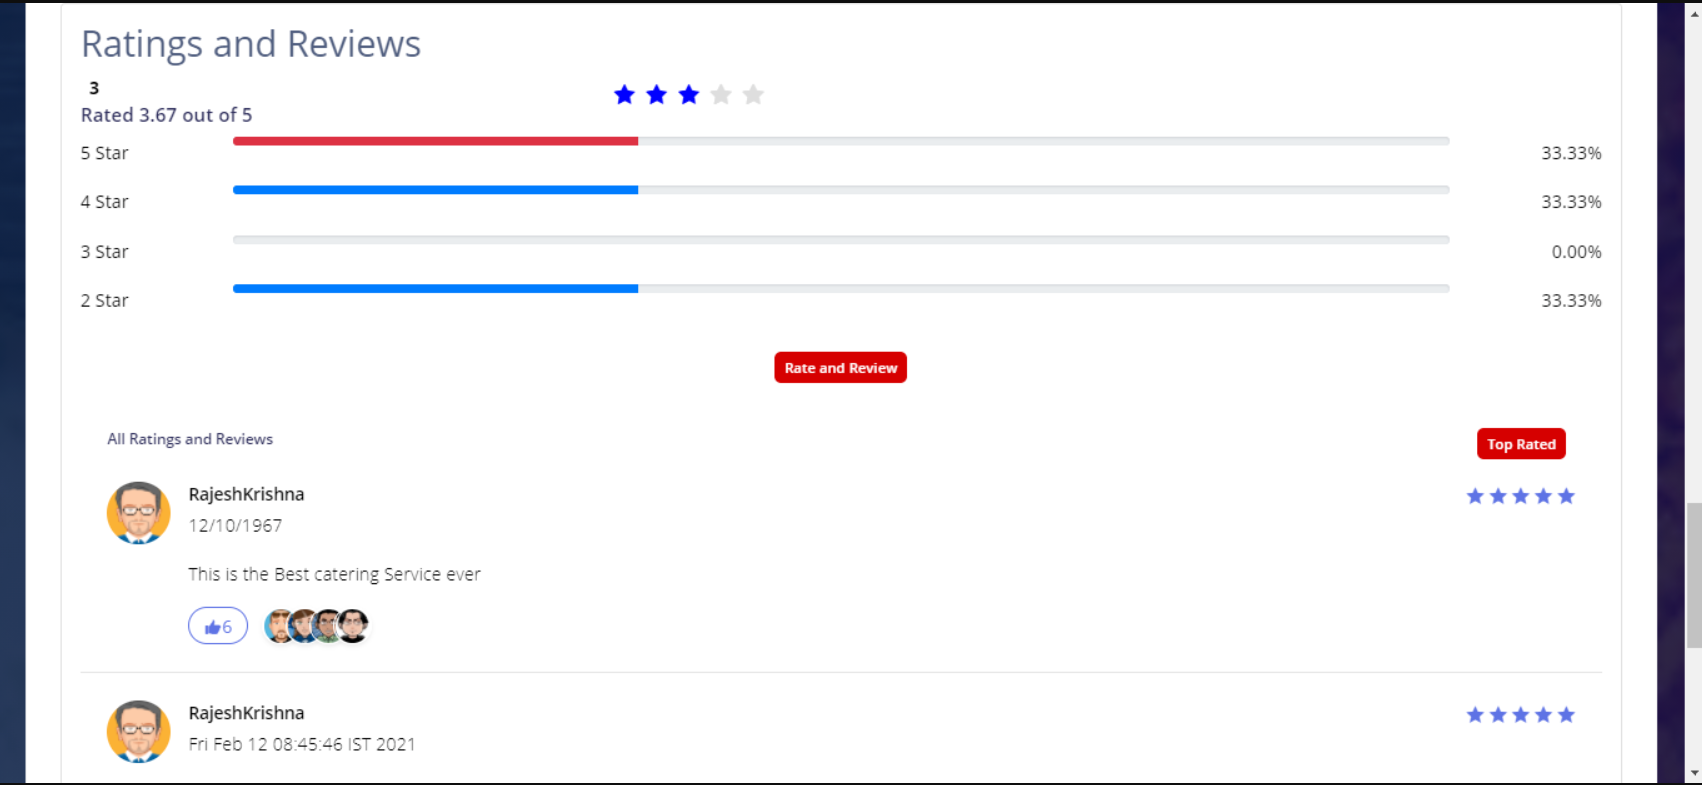 Ratings and Reviews
3
Rated 3.67 out of 5
5 Star 33.33%
4 Star 33.33%
3 Star 0.00%
2 Star 33.33%
Rate and Review
All Ratings and Reviews Top Rated
RajeshKrishna
12/10/1967
This is the Best catering Service ever
6
RajeshKrishna
Fri Feb 12 08:45:46 IST 2021